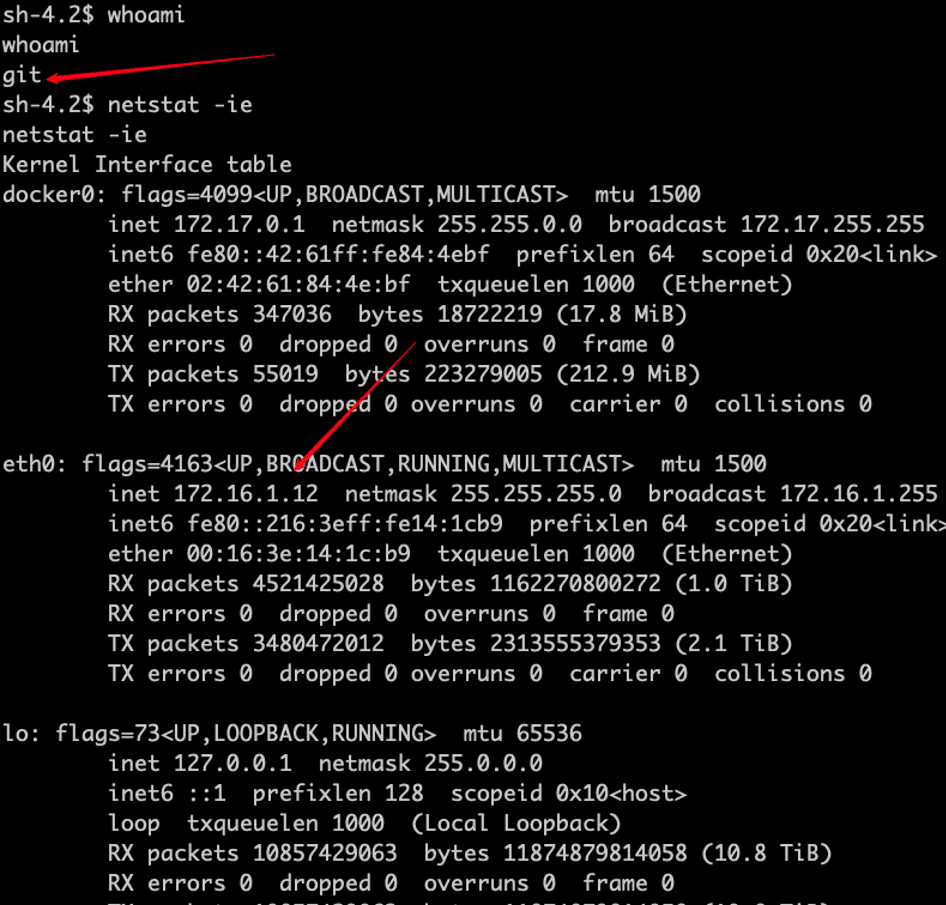 sh-4.2$ whoami
whoami
git
sh-4.2$ netstat -ie
netstat -ie
Kernel Interface table
docker0: flags=4099<UP,BROADCAST,MULTICAST>  mtu 1500
        inet 172.17.0.1  netmask 255.255.0.0  broadcast 172.17.255.255
        inet6 fe80::42:61ff:fe84:4ebf  prefixlen 64  scopeid 0x20<link>
        ether 02:42:61:84:4e:bf  txqueuelen 1000  (Ethernet)
        RX packets 347036  bytes 18722219 (17.8 MiB)
        RX errors 0  dropped 0  overruns 0  frame 0
        TX packets 55019  bytes 223279005 (212.9 MiB)
        TX errors 0  dropped 0 overruns 0  carrier 0  collisions 0
eth0: flags=4163<UP,BROADCAST,RUNNING,MULTICAST>  mtu 1500
        inet 172.16.1.12  netmask 255.255.255.0  broadcast 172.16.1.255
        inet6 fe80::216:3eff:fe14:1cb9  prefixlen 64  scopeid 0x20<link>
        ether 00:16:3e:14:1c:b9  txqueuelen 1000  (Ethernet)
        RX packets 4521425028  bytes 1162270800272 (1.0 TiB)
        RX errors 0  dropped 0  overruns 0  frame 0
        TX packets 3480472012  bytes 2313555379353 (2.1 TiB)
        TX errors 0  dropped 0 overruns 0  carrier 0  collisions 0
lo: flags=73<UP,LOOPBACK,RUNNING>  mtu 65536
        inet 127.0.0.1  netmask 255.0.0.0
        inet6 ::1  prefixlen 128  scopeid 0x10<host>
        loop  txqueuelen 1000  (Local Loopback)
        RX packets 10857429063  bytes 11874879814058 (10.8 TiB)
        RX errors 0  dropped 0  overruns 0  frame 0